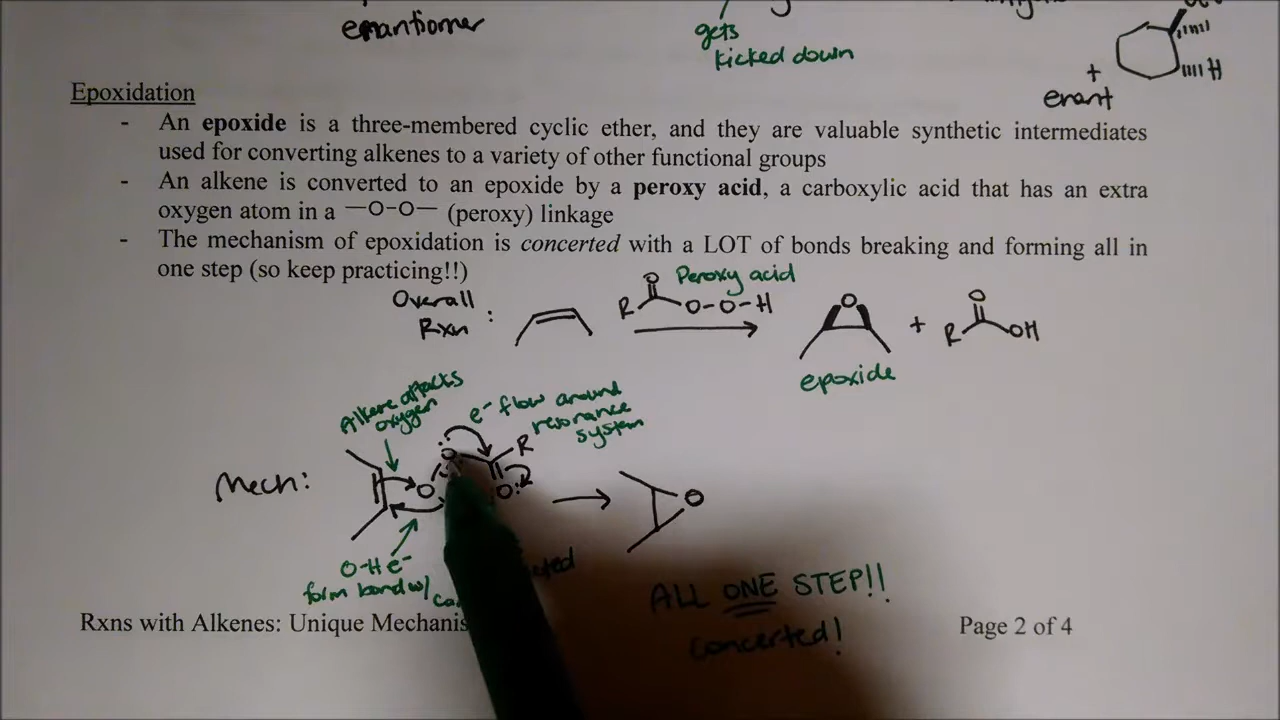 enantiomer
gets
kicked down
+
enant
H
Epoxidation
- An epoxide is a three-membered cyclic ether, and they are valuable synthetic intermediates
used for converting alkenes to a variety of other functional groups
- An alkene is converted to an epoxide by a peroxy acid, a carboxylic acid that has an extra
oxygen atom in a —O-O— (peroxy) linkage
- The mechanism of epoxidation is concerted with a LOT of bonds breaking and forming all in
one step (so keep practicing!!)
Peroxy acid
Overall
Rxn :
O
R O-O-H
O
+
O
R OH
epoxide
Alkene attacks
oxygen
e⁻ flow around
resonance
system
Mech:
O
O
R
O
O
O-H e⁻
form bond w/
ALL ONE STEP!!
concerted!
Rxns with Alkenes: Unique
Page 2 of 4